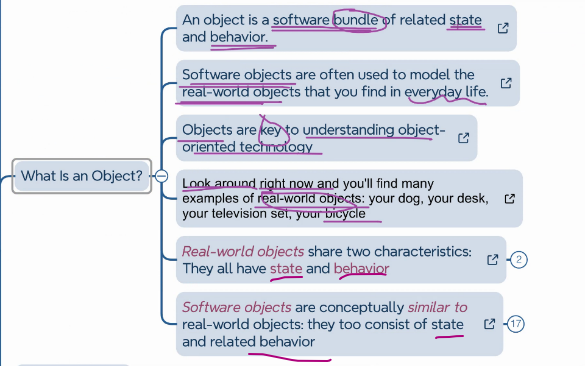 An object is a software bundle of related state
and behavior.
Software objects are often used to model the
real-world objects that you find in everyday life.
Objects are key to understanding object-
oriented technology
What Is an Object?
Look around right now and you'll find many
examples of real-world objects: your dog, your desk,
your television set, your bicycle
Real-world objects share two characteristics:
They all have state and behavior
2
Software objects are conceptually similar to
real-world objects: they too consist of state
and related behavior
17